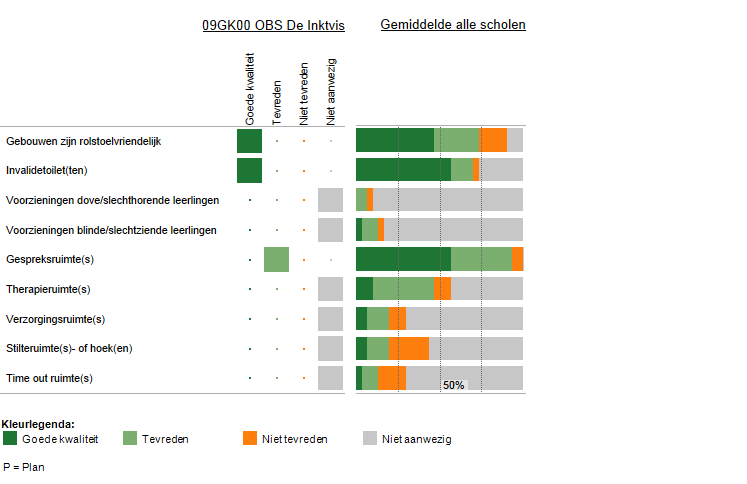 09GK00 OBS De Inktvis
Gemiddelde alle scholen
Goede kwaliteit
Tevreden
Niet tevreden
Niet aanwezig
Gebouwen zijn rolstoelvriendelijk
Invalidetoilet(ten)
Voorzieningen dove/slechthorende leerlingen
Voorzieningen blinde/slechtziende leerlingen
Gespreksruimte(s)
Therapieruimte(s)
Verzorgingsruimte(s)
Stilteruimte(s)- of hoek(en)
Time out ruimte(s)
50%
Kleurlegenda:
Goede kwaliteit
Tevreden
Niet tevreden
Niet aanwezig
P = Plan